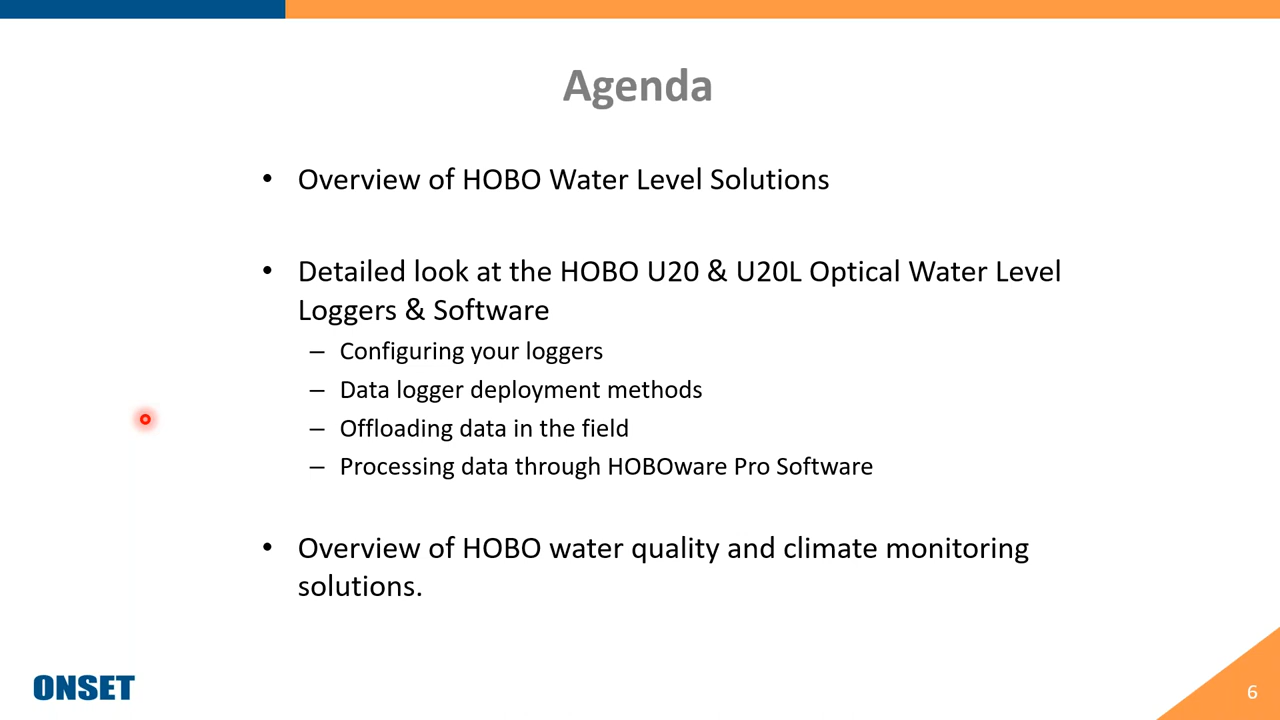 Agenda
• Overview of HOBO Water Level Solutions
• Detailed look at the HOBO U20 & U20L Optical Water Level
Loggers & Software
– Configuring your loggers
– Data logger deployment methods
– Offloading data in the field
– Processing data through HOBOware Pro Software
• Overview of HOBO water quality and climate monitoring
solutions.
ONSET
6